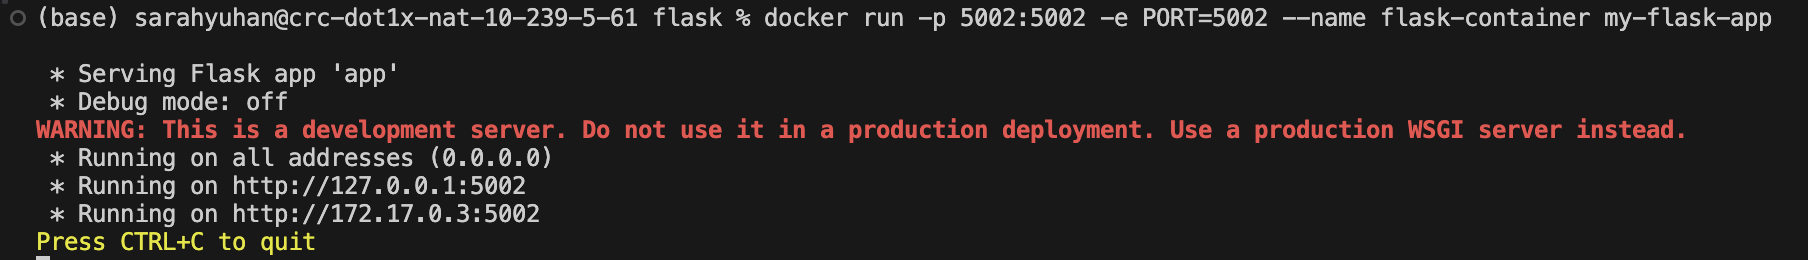 (base) sarahyuhan@crc-dot1x-nat-10-239-5-61 flask % docker run -p 5002:5002 -e PORT=5002 --name flask-container my-flask-app
* Serving Flask app 'app'
* Debug mode: off
WARNING: This is a development server. Do not use it in a production deployment. Use a production WSGI server instead.
* Running on all addresses (0.0.0.0)
* Running on http://127.0.0.1:5002
* Running on http://172.17.0.3:5002
Press CTRL+C to quit